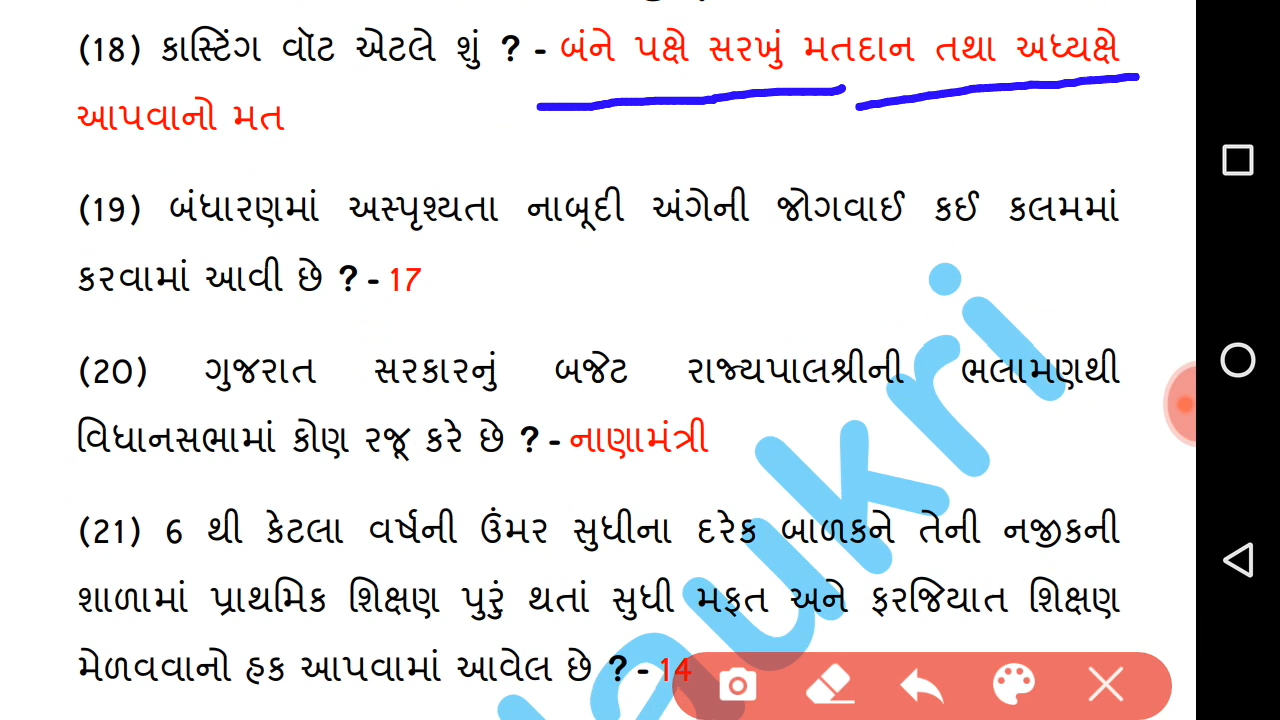 (18) કાસ્ટિંગ વૉટ એટલે શું ? - બંને પક્ષે સરખું મતદાન તથા અધ્યક્ષે
આપવાનો મત
(19) બંધારણમાં અસ્પૃશ્યતા નાબૂદી અંગેની જોગવાઈ કઈ કલમમાં
કરવામાં આવી છે ? - 17
(20) ગુજરાત સરકારનું બજેટ રાજ્યપાલશ્રીની ભલામણથી
વિધાનસભામાં કોણ રજૂ કરે છે ? - નાણામંત્રી
(21) 6 થી કેટલા વર્ષની ઉંમર સુધીના દરેક બાળકને તેની નજીકની
શાળામાં પ્રાથમિક શિક્ષણ પુરું થતાં સુધી મફત અને ફરજિયાત શિક્ષણ
મેળવવાનો હક આપવામાં આવેલ છે ? - 14